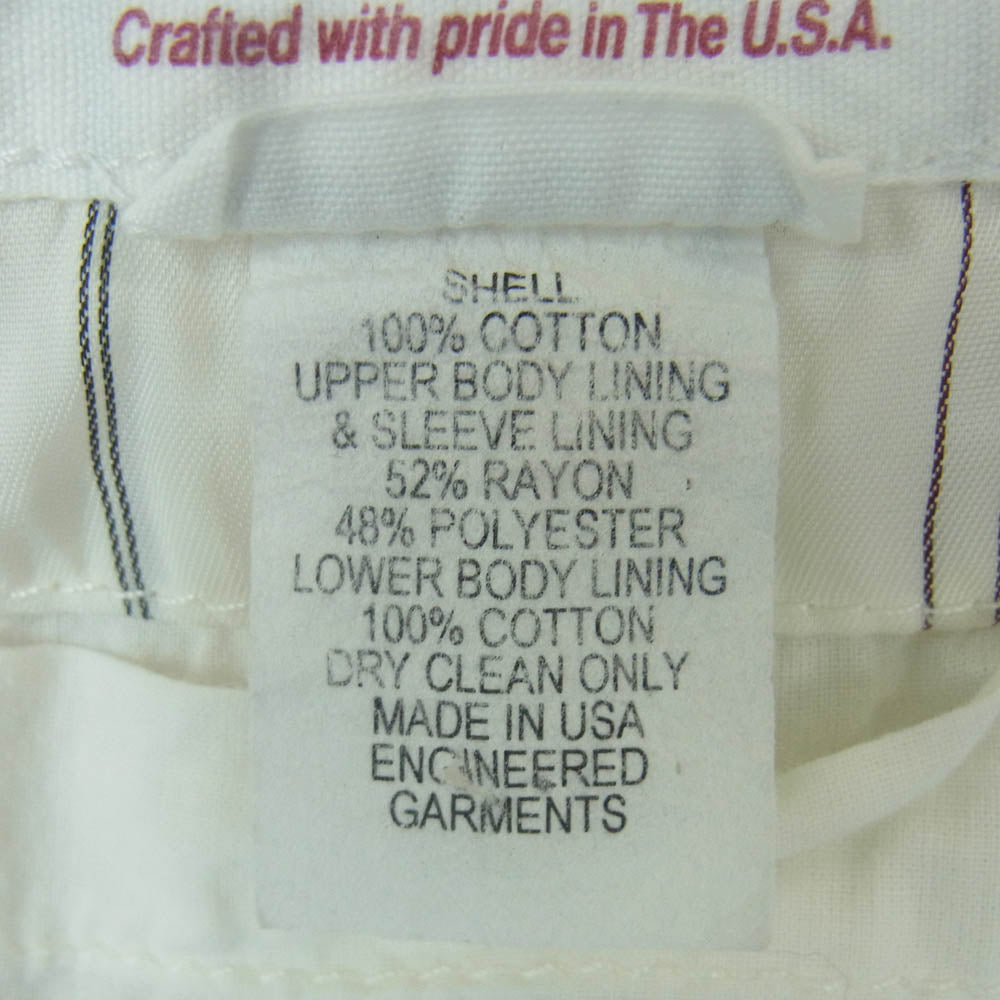 Crafted with pride in The U.S.A.
SHELL
100% COTTON
UPPER BODY LINING
& SLEEVE LINING
52% RAYON
48% POLYESTER
LOWER BODY LINING
100% COTTON
DRY CLEAN ONLY
MADE IN USA
ENGINEERED
GARMENTS